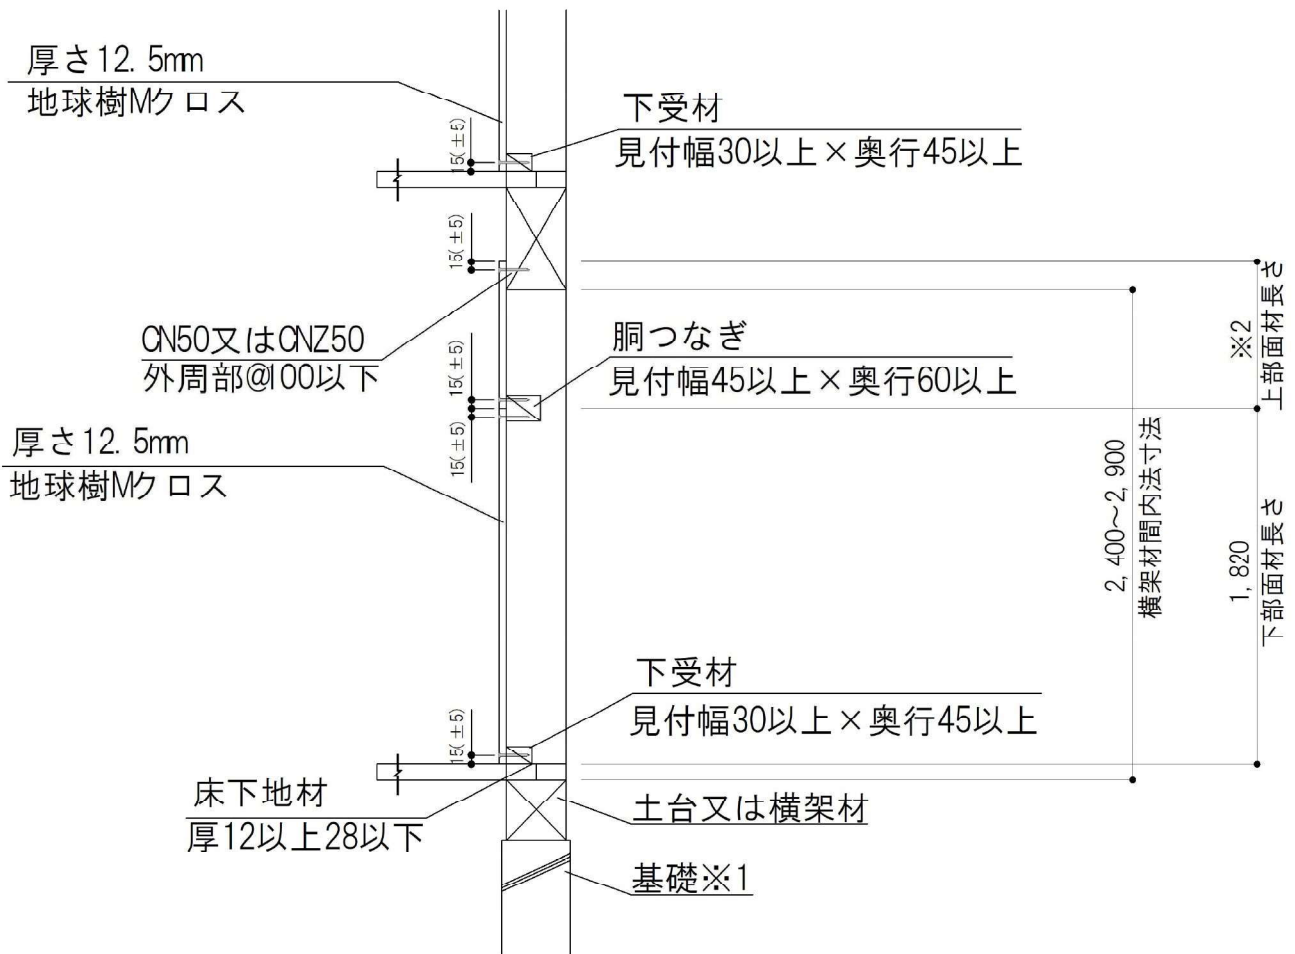 厚さ12.5mm
地球樹Mクロス
下受材
見付幅30以上×奥行45以上
15(±5)
15(±5)
CN50又はCNZ50
外周部@100以下
15(±5)
胴つなぎ
見付幅45以上×奥行60以上
15(±5)
厚さ12.5mm
地球樹Mクロス
※2
上部面材長さ
2,400～2,900
横架材間内法寸法
1,820
下部面材長さ
下受材
見付幅30以上×奥行45以上
15(±5)
床下地材
厚12以上28以下
土台又は横架材
基礎※1